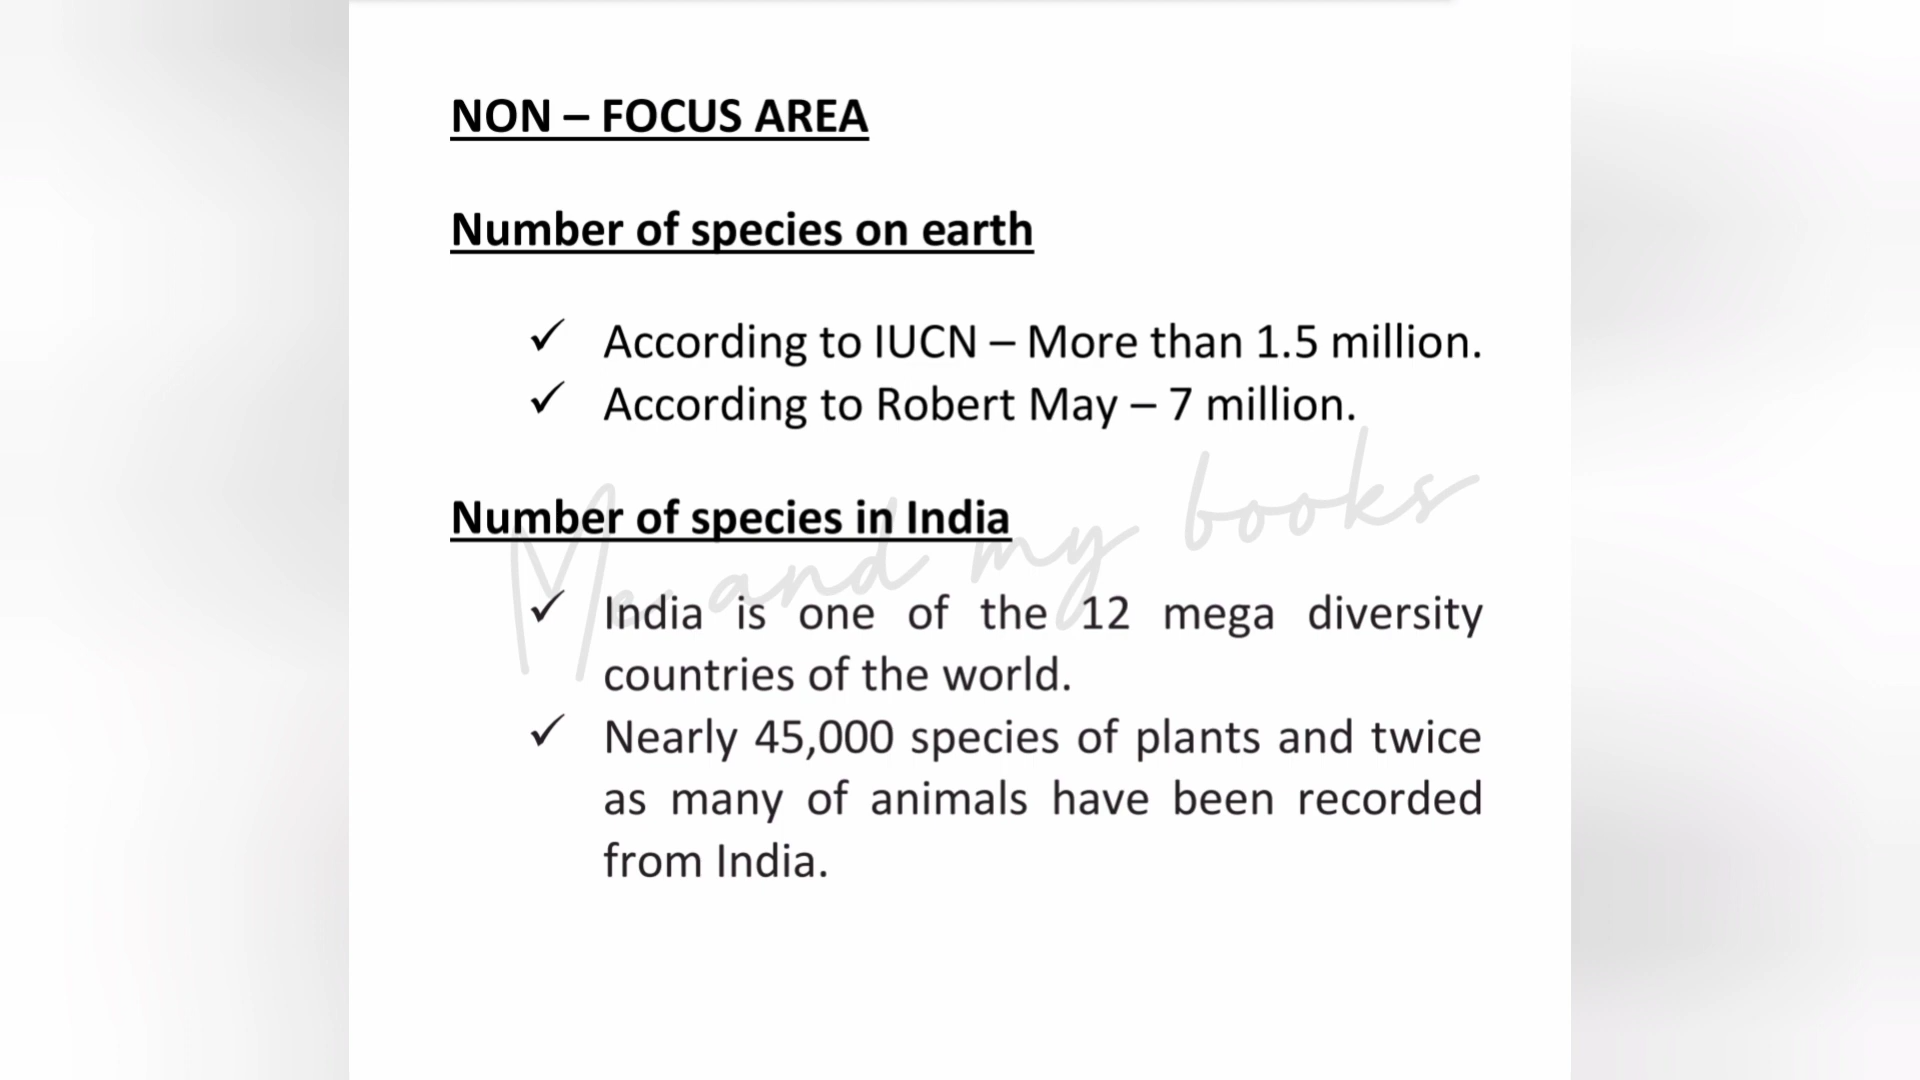 NON – FOCUS AREA
Number of species on earth
✓ According to IUCN – More than 1.5 million.
✓ According to Robert May – 7 million.
Number of species in India
Me and my books
✓ India is one of the 12 mega diversity
countries of the world.
✓ Nearly 45,000 species of plants and twice
as many of animals have been recorded
from India.